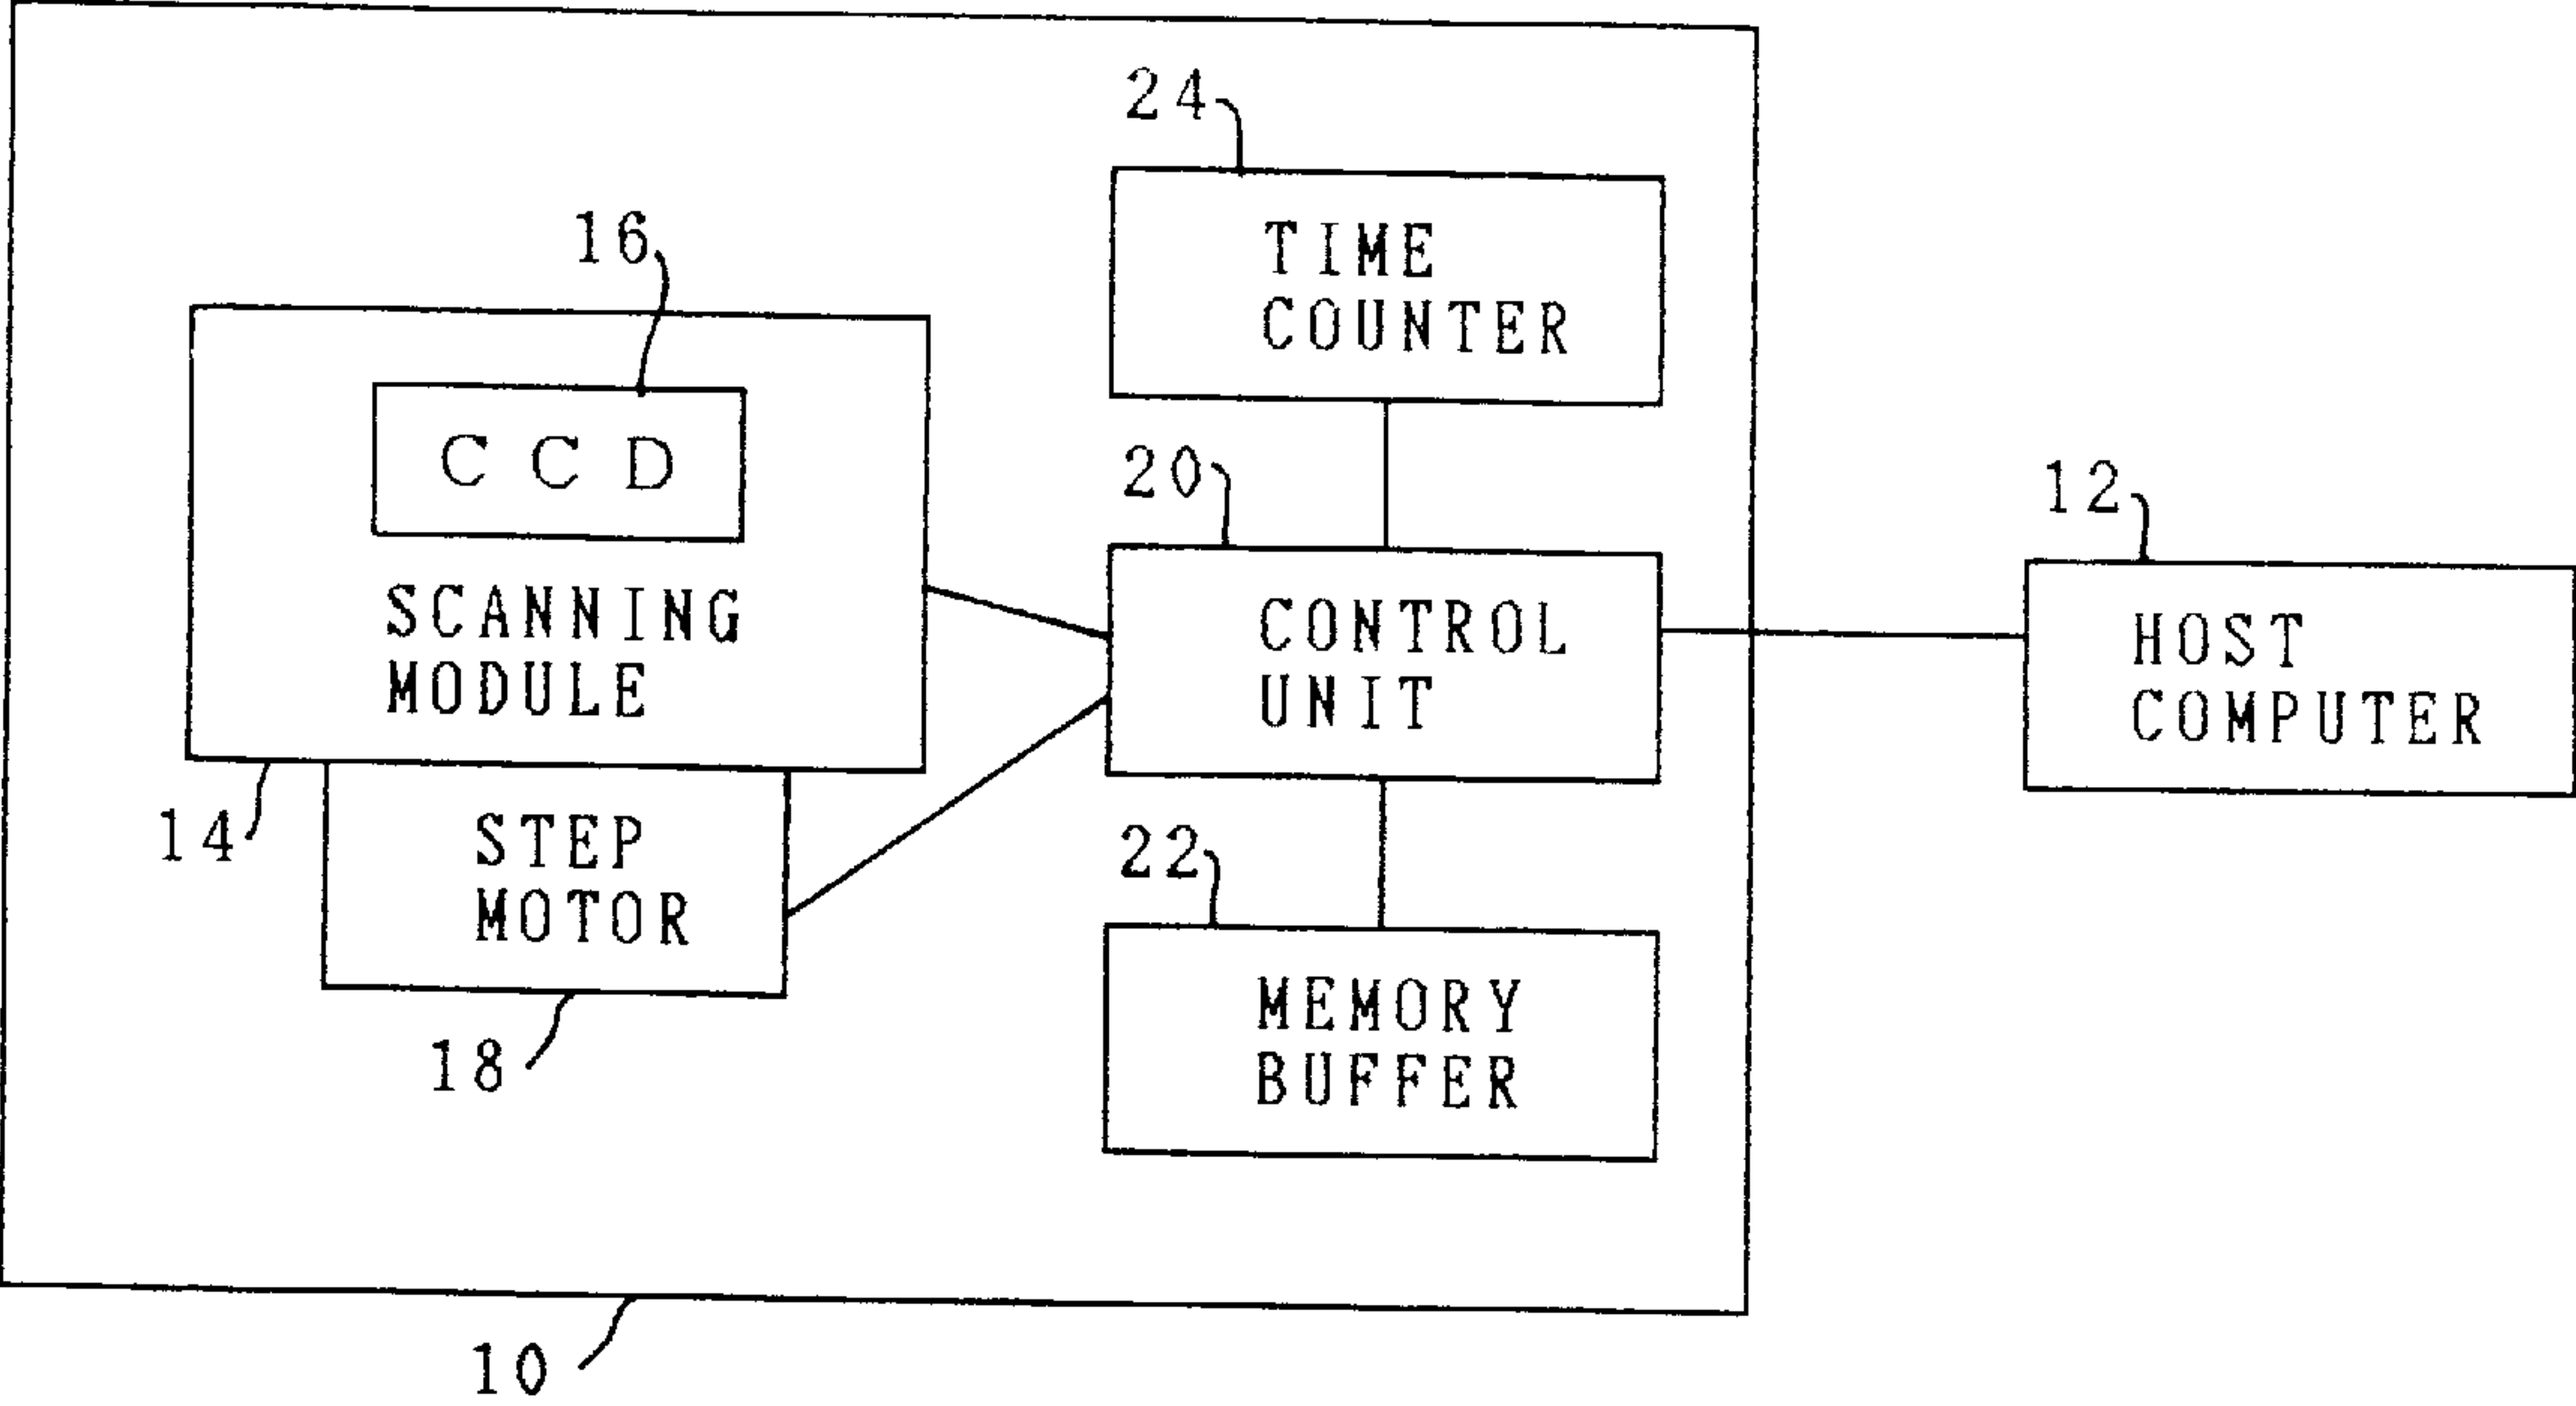 24
TIME
COUNTER
16
CCD
SCANNING
MODULE
14
STEP
MOTOR
18
20
CONTROL
UNIT
22
MEMORY
BUFFER
12
HOST
COMPUTER
10